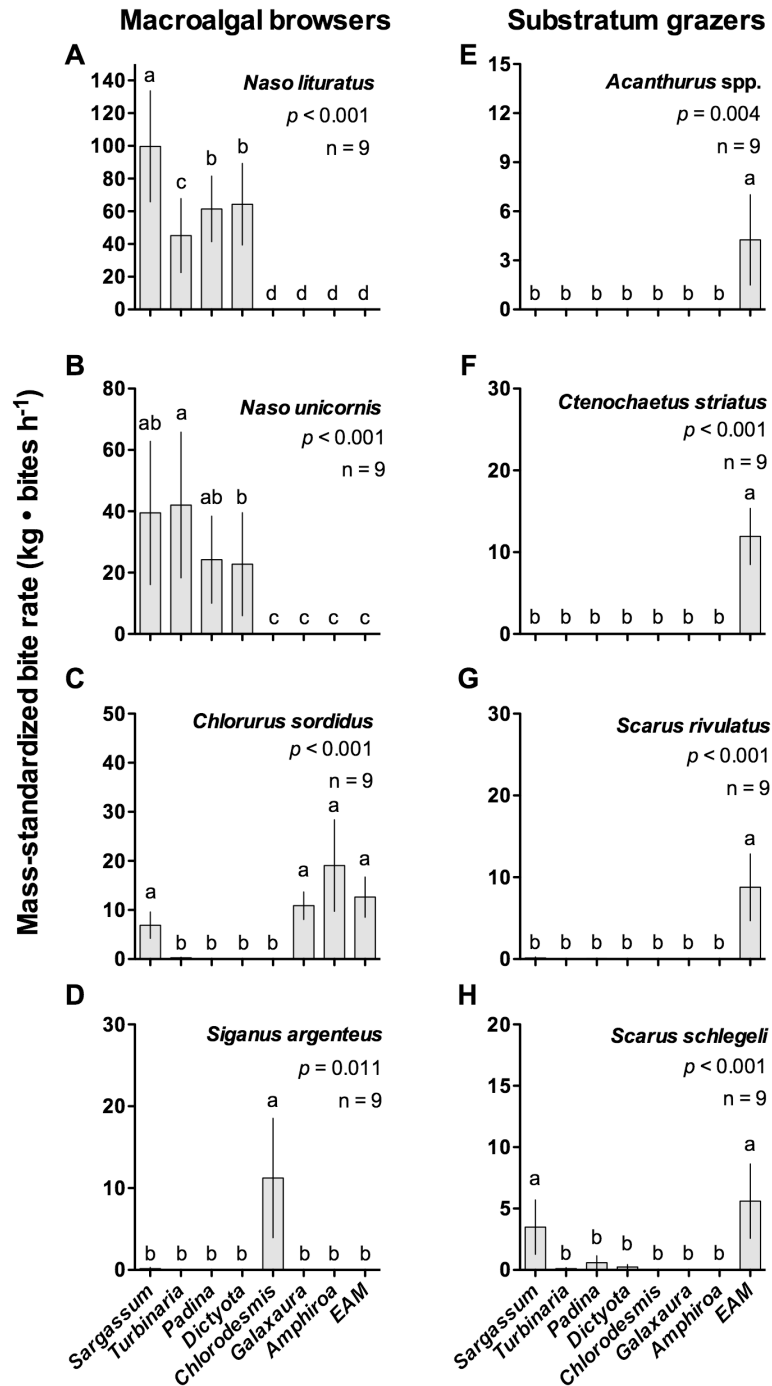 Macroalgal browsers
Substratum grazers
Mass-standardized bite rate (kg • bites h-1)
A
Naso lituratus
p < 0.001
n = 9
140
120
100
80
60
40
20
0
a
c
b
b
d
d
d
d
B
Naso unicornis
p < 0.001
n = 9
80
60
40
20
0
ab
a
ab
b
c
c
c
c
C
Chlorurus sordidus
p < 0.001
n = 9
50
40
30
20
10
0
a
b
b
b
b
a
a
a
D
Siganus argenteus
p = 0.011
n = 9
30
20
10
0
b
b
b
b
a
b
b
b
Sargassum
Turbinaria
Padina
Dictyota
Chlorodesmis
Galaxaura
Amphiroa
EAM
E
Acanthurus spp.
p = 0.004
n = 9
15
12
9
6
3
0
b
b
b
b
b
b
b
a
F
Ctenochaetus striatus
p < 0.001
n = 9
30
20
10
0
b
b
b
b
b
b
b
a
G
Scarus rivulatus
p < 0.001
n = 9
30
20
10
0
b
b
b
b
b
b
b
a
H
Scarus schlegeli
p < 0.001
n = 9
20
15
10
5
0
a
b
b
b
b
b
b
a
Sargassum
Turbinaria
Padina
Dictyota
Chlorodesmis
Galaxaura
Amphiroa
EAM